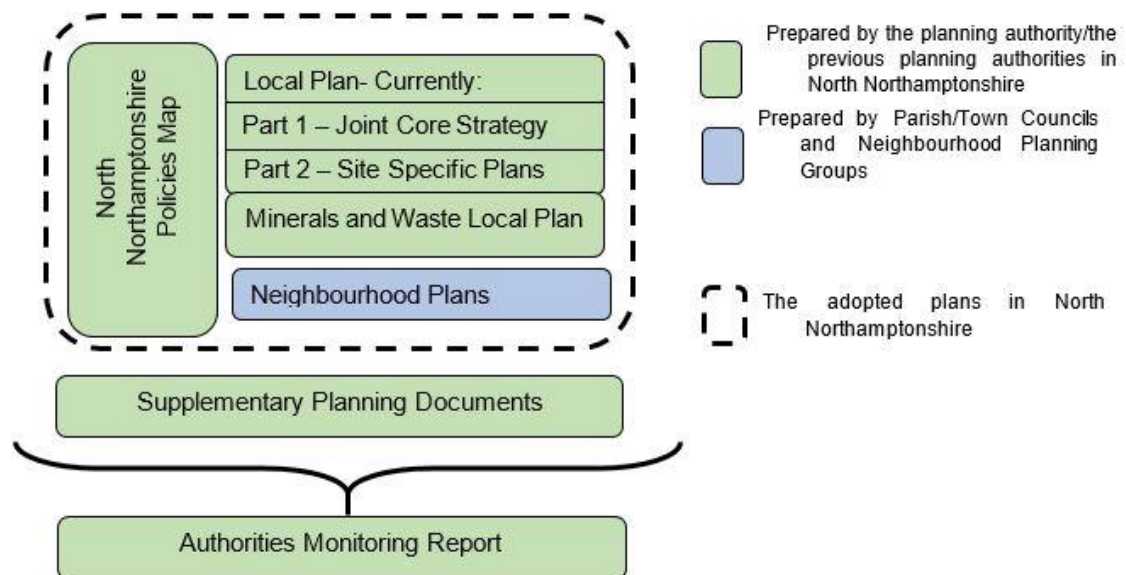 North
Northamptonshire
Policies Map
Local Plan- Currently:
Part 1 – Joint Core Strategy
Part 2 – Site Specific Plans
Minerals and Waste Local Plan
Neighbourhood Plans
Supplementary Planning Documents
Authorities Monitoring Report
Prepared by the planning authority/the
previous planning authorities in
North Northamptonshire
Prepared by Parish/Town Councils
and Neighbourhood Planning
Groups
The adopted plans in North
Northamptonshire